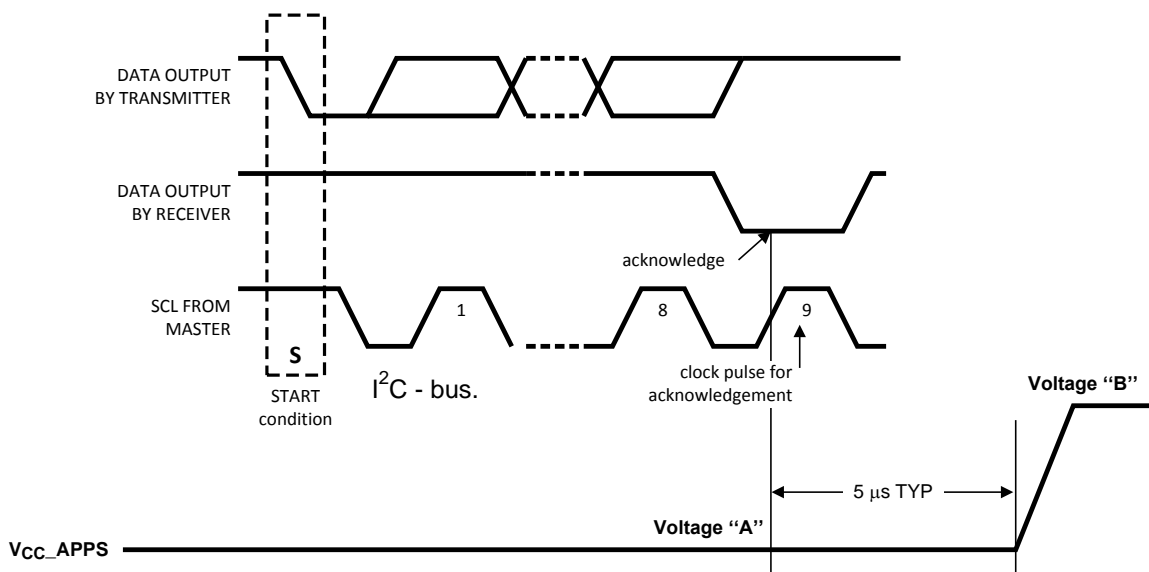 DATA OUTPUT
BY TRANSMITTER
DATA OUTPUT
BY RECEIVER
acknowledge
SCL FROM
MASTER
1
8
9
S
START
condition
I²C - bus.
clock pulse for
acknowledgement
Voltage “B”
5 μs TYP
Voltage “A”
VCC_APPS